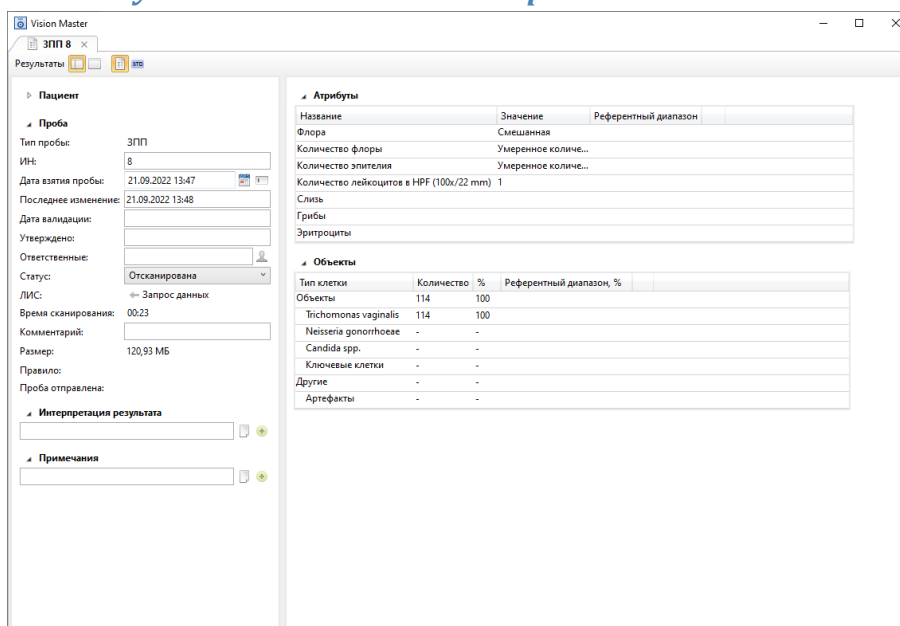 Vision Master
ЗПП 8
Результаты
STD
Пациент
Проба
Тип пробы: ЗПП
ИН: 8
Дата взятия пробы: 21.09.2022 13:47
Последнее изменение: 21.09.2022 13:48
Дата валидации:
Утверждено:
Ответственные:
Статус: Отсканирована
ЛИС: Запрос данных
Время сканирования: 00:23
Комментарий:
Размер: 120,93 МБ
Правило:
Проба отправлена:
Интерпретация результата
Примечания
Атрибуты
Название Значение Референтный диапазон
Флора Смешанная
Количество флоры Умеренное количе...
Количество эпителия Умеренное количе...
Количество лейкоцитов в HPF (100x/22 mm) 1
Слизь
Грибы
Эритроциты
Объекты
Тип клетки Количество % Референтный диапазон, %
Объекты 114 100
Trichomonas vaginalis 114 100
Neisseria gonorrhoeae - -
Candida spp. - -
Ключевые клетки - -
Другие - -
Артефакты - -